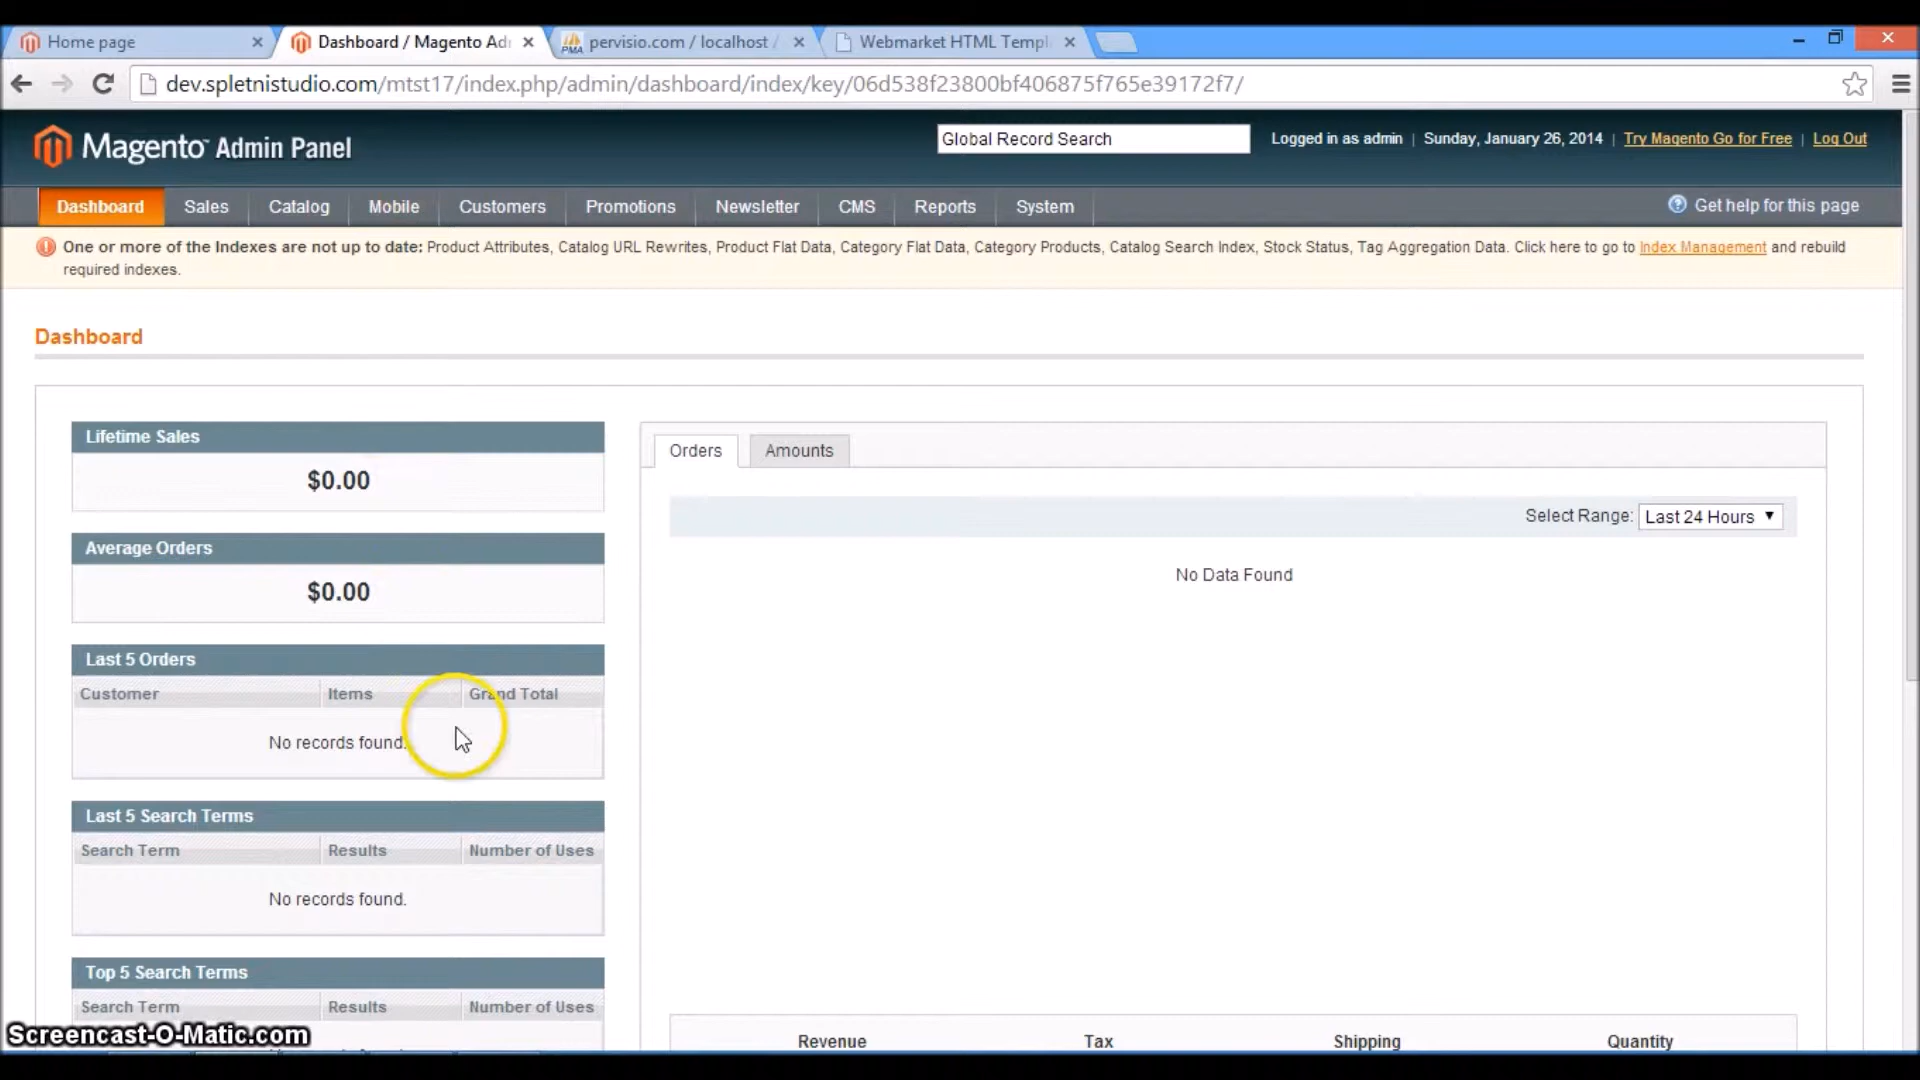 Home page
Dashboard / Magento Ad
pervisio.com / localhost /
Webmarket HTML Templ
dev.spletnistudio.com/mtst17/index.php/admin/dashboard/index/key/06d538f23800bf406875f765e39172f7/
Magento™ Admin Panel
Global Record Search
Logged in as admin | Sunday, January 26, 2014 | Try Magento Go for Free | Log Out
Dashboard
Sales
Catalog
Mobile
Customers
Promotions
Newsletter
CMS
Reports
System
Get help for this page
One or more of the Indexes are not up to date: Product Attributes, Catalog URL Rewrites, Product Flat Data, Category Flat Data, Category Products, Catalog Search Index, Stock Status, Tag Aggregation Data. Click here to go to Index Management and rebuild
required indexes.
Dashboard
Lifetime Sales
$0.00
Average Orders
$0.00
Last 5 Orders
Customer Items Grand Total
No records found.
Last 5 Search Terms
Search Term Results Number of Uses
No records found.
Top 5 Search Terms
Search Term Results Number of Uses
Orders Amounts
Select Range: Last 24 Hours
No Data Found
Revenue Tax Shipping Quantity
Screencast-O-Matic.com